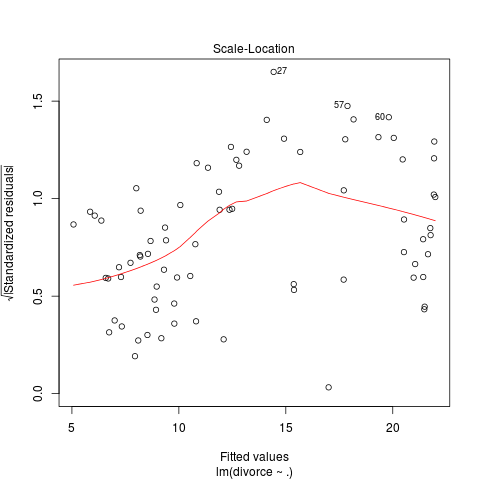 Scale-Location
27
57
60
√|Standardized residuals|
0.0
0.5
1.0
1.5
5
10
15
20
Fitted values
lm(divorce ~ .)